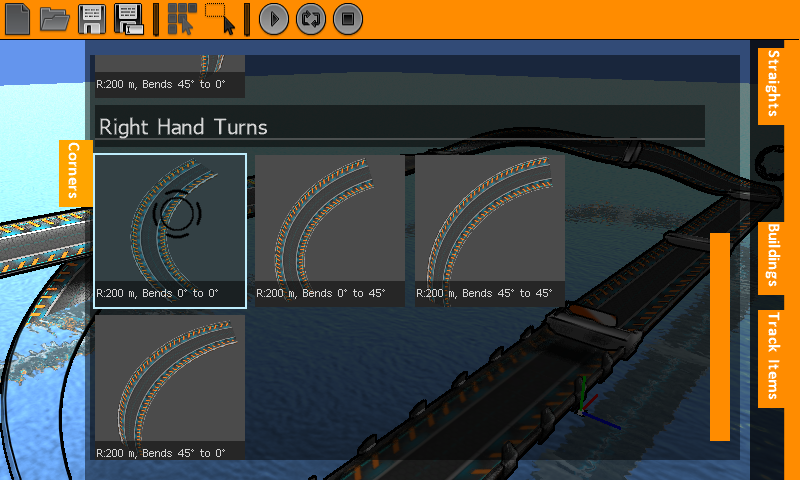 R:200 m, Bends 45° to 0°
Right Hand Turns
Corners
R:200 m, Bends 0° to 0°
R:200 m, Bends 0° to 45°
R:200 m, Bends 45° to 45°
R:200 m, Bends 45° to 0°
Straights
Buildings
Track Items